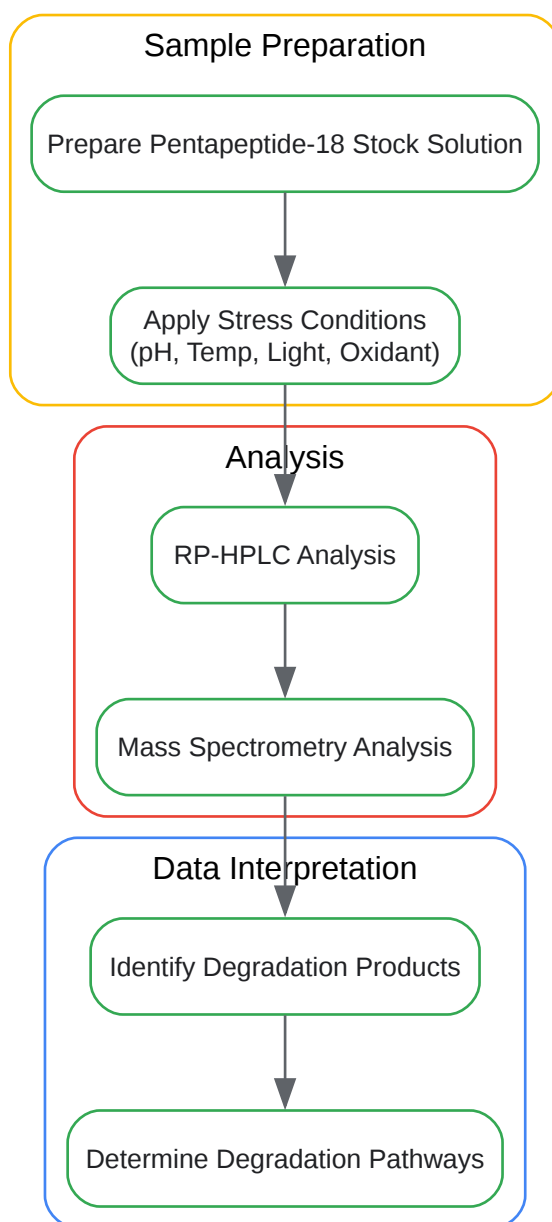 Sample Preparation
Prepare Pentapeptide-18 Stock Solution
Apply Stress Conditions
(pH, Temp, Light, Oxidant)
Analysis
RP-HPLC Analysis
Mass Spectrometry Analysis
Data Interpretation
Identify Degradation Products
Determine Degradation Pathways